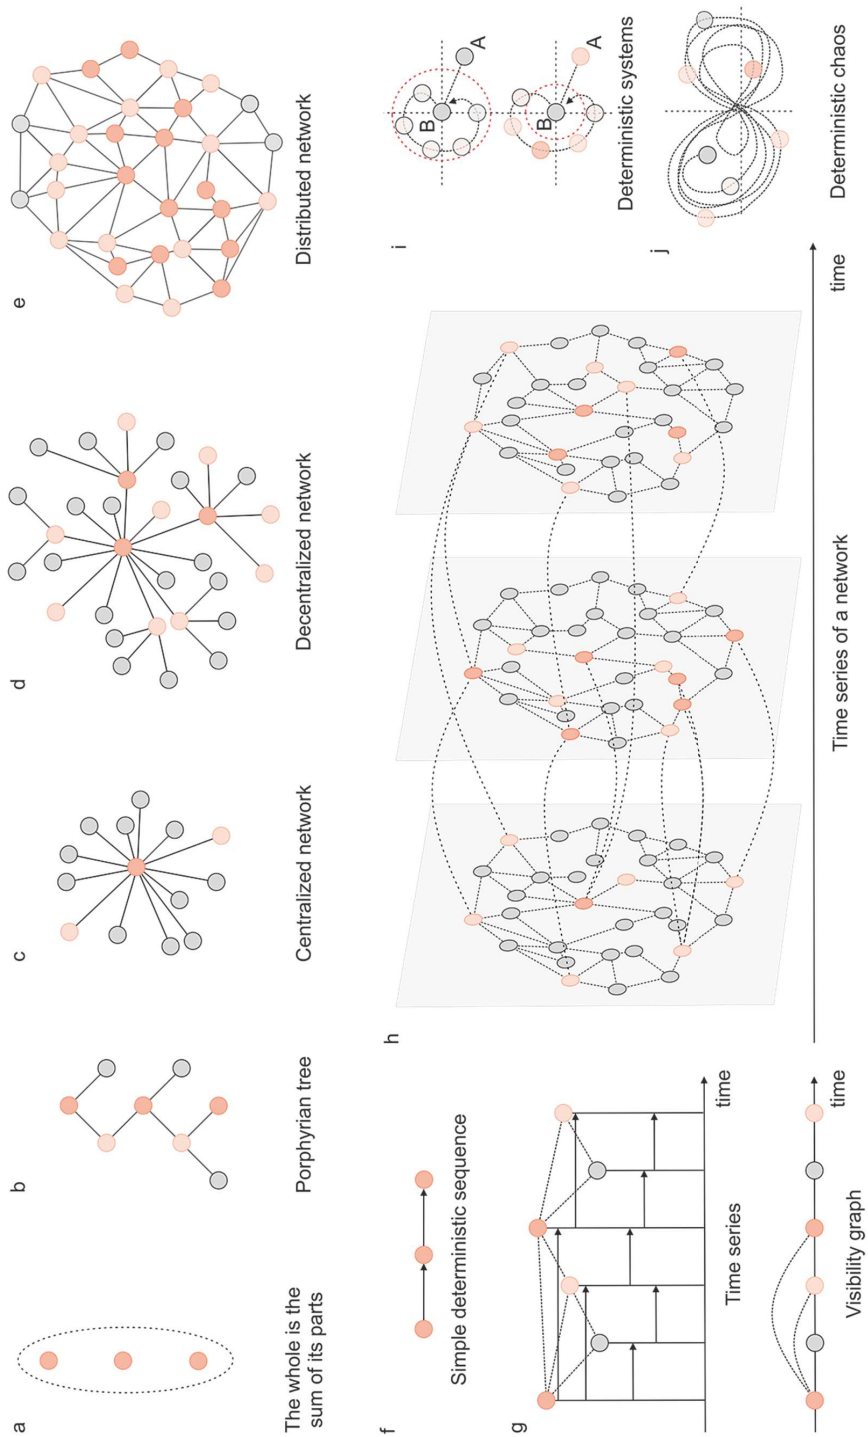 a
The whole is the
sum of its parts
b
Porphyrian tree
c
Centralized network
d
Decentralized network
e
Distributed network
f
Simple deterministic sequence
g
time
Time series
time
Visibility graph
h
time
Time series of a network
i
B
A
B
A
Deterministic systems
j
Deterministic chaos